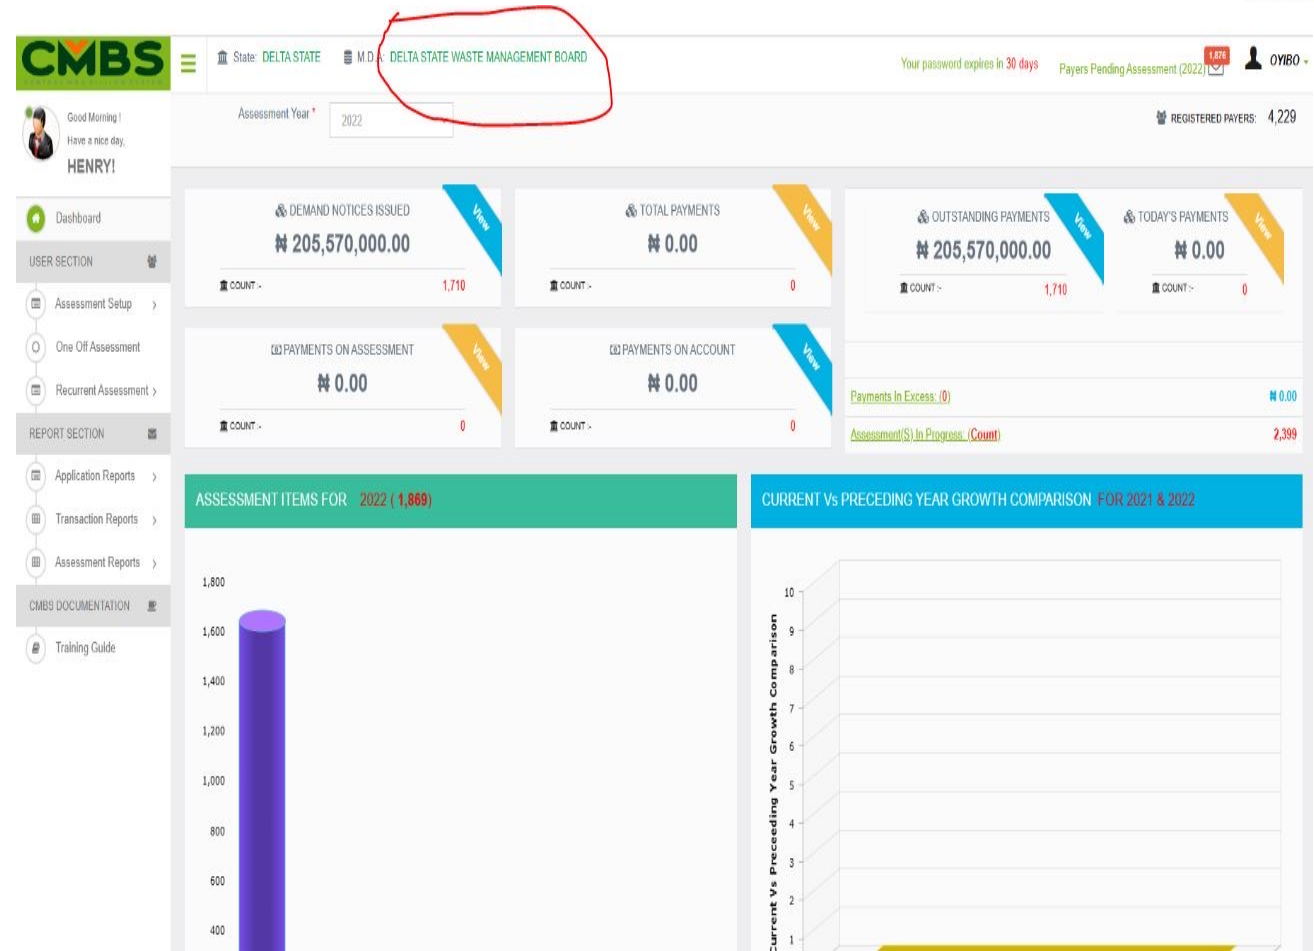 CMBS
State: DELTA STATE
M.D.A: DELTA STATE WASTE MANAGEMENT BOARD
Your password expires in 30 days
Payers Pending Assessment (2022)
1,876
OYIBO
Good Morning !
Have a nice day,
HENRY!
Assessment Year *
2022
REGISTERED PAYERS: 4,229
Dashboard
USER SECTION
Assessment Setup
One Off Assessment
Recurrent Assessment
REPORT SECTION
Application Reports
Transaction Reports
Assessment Reports
CMBS DOCUMENTATION
Training Guide
DEMAND NOTICES ISSUED
View
₦ 205,570,000.00
COUNT :- 1,710
TOTAL PAYMENTS
View
₦ 0.00
COUNT :- 0
OUTSTANDING PAYMENTS
View
₦ 205,570,000.00
COUNT :- 1,710
TODAY'S PAYMENTS
View
₦ 0.00
COUNT :- 0
PAYMENTS ON ASSESSMENT
View
₦ 0.00
COUNT :- 0
PAYMENTS ON ACCOUNT
View
₦ 0.00
COUNT :- 0
Payments In Excess: (0) ₦ 0.00
Assessment(S) In Progress: (Count) 2,399
ASSESSMENT ITEMS FOR 2022 ( 1,869)
1,800
1,600
1,400
1,200
1,000
800
600
400
CURRENT Vs PRECEDING YEAR GROWTH COMPARISON FOR 2021 & 2022
Current Vs Preceeding Year Growth Comparison
10
9
8
7
6
5
4
3
2
1